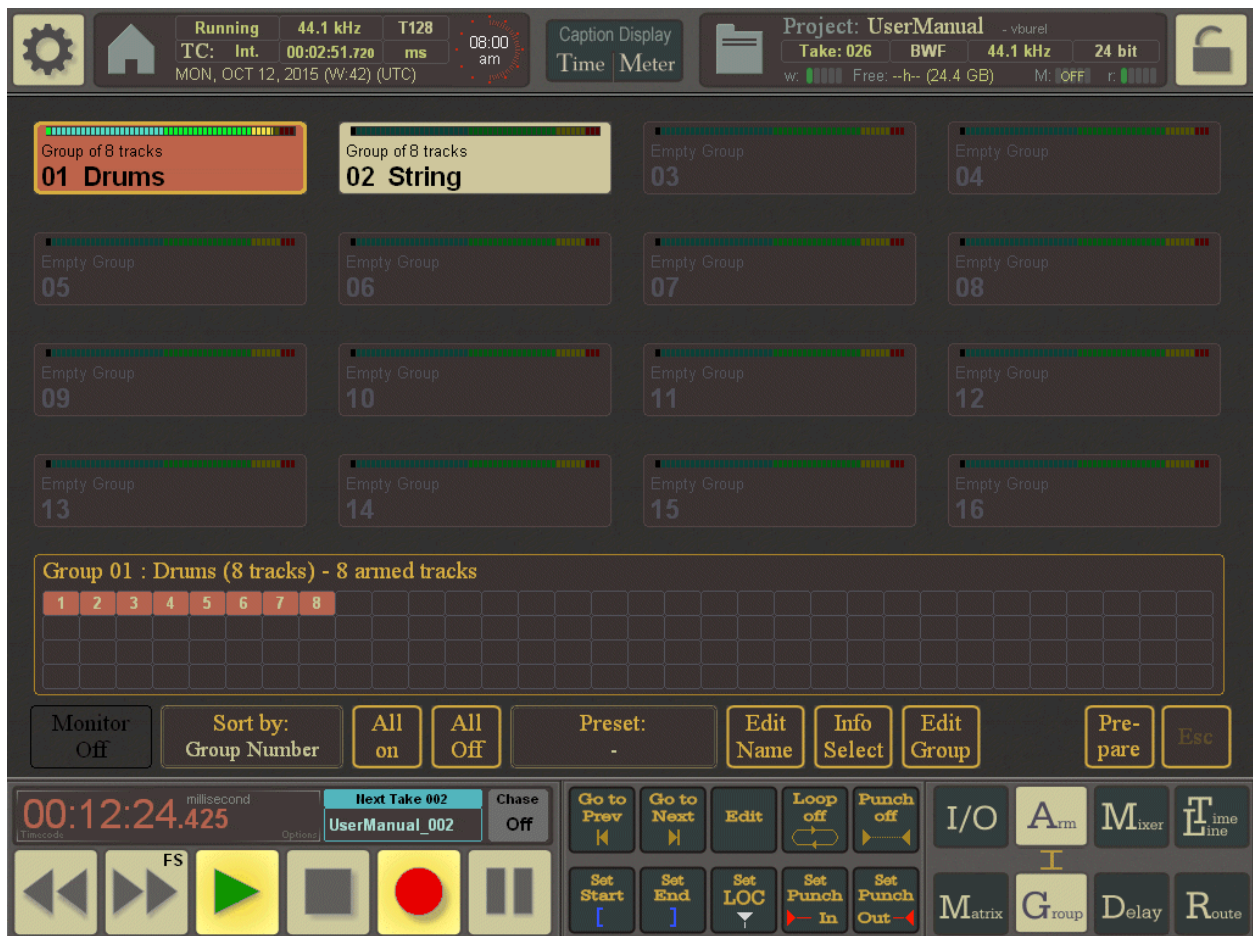 Running 44.1 kHz T128
TC: Int. 00:02:51.720 ms
MON, OCT 12, 2015 (W:42) (UTC)
08:00
am
Caption Display
Time Meter
Project: UserManual - vburel
Take: 026 BWF 44.1 kHz 24 bit
w: Free: --h-- (24.4 GB) M: OFF r:
Group of 8 tracks
01 Drums
Group of 8 tracks
02 String
Empty Group
03
Empty Group
04
Empty Group
05
Empty Group
06
Empty Group
07
Empty Group
08
Empty Group
09
Empty Group
10
Empty Group
11
Empty Group
12
Empty Group
13
Empty Group
14
Empty Group
15
Empty Group
16
Group 01 : Drums (8 tracks) - 8 armed tracks
1 2 3 4 5 6 7 8
Monitor
Off
Sort by:
Group Number
All
on
All
Off
Preset:
-
Edit
Name
Info
Select
Edit
Group
Pre-
pare
Esc
00:12:24.425
millisecond
Timecode
Options
Next Take 002
UserManual_002
Chase
Off
FS
Go to
Prev
Go to
Next
Edit
Loop
off
Punch
off
Set
Start
[
Set
End
]
Set
LOC
Set
Punch
In
Set
Punch
Out
I/O
Arm
Mixer
Time
Line
Matrix
Group
Delay
Route